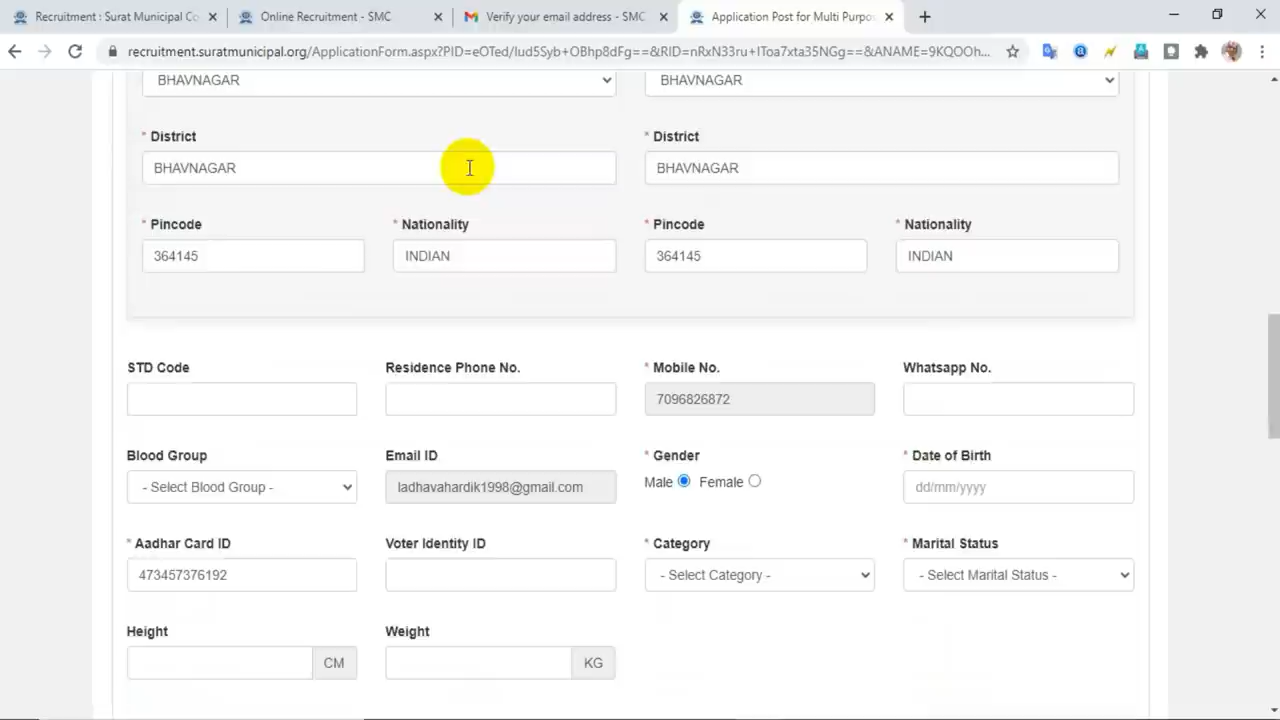 Recruitment : Surat Municipal Co
Online Recruitment - SMC
Verify your email address - SMC
Application Post for Multi Purpo
recruitment.suratmunicipal.org/ApplicationForm.aspx?PID=eOTed/Iud5Syb+OBhp8dFg==&RID=nRxN33ru+IToa7xta35NGg==&ANAME=9KQOOh...
BHAVNAGAR BHAVNAGAR
* District * District
BHAVNAGAR BHAVNAGAR
* Pincode * Nationality * Pincode * Nationality
364145 INDIAN 364145 INDIAN
STD Code Residence Phone No. * Mobile No. Whatsapp No.
7096826872
Blood Group Email ID * Gender * Date of Birth
- Select Blood Group - ladhavahardik1998@gmail.com Male Female dd/mm/yyyy
* Aadhar Card ID Voter Identity ID * Category * Marital Status
473457376192 - Select Category - - Select Marital Status -
Height Weight
CM KG